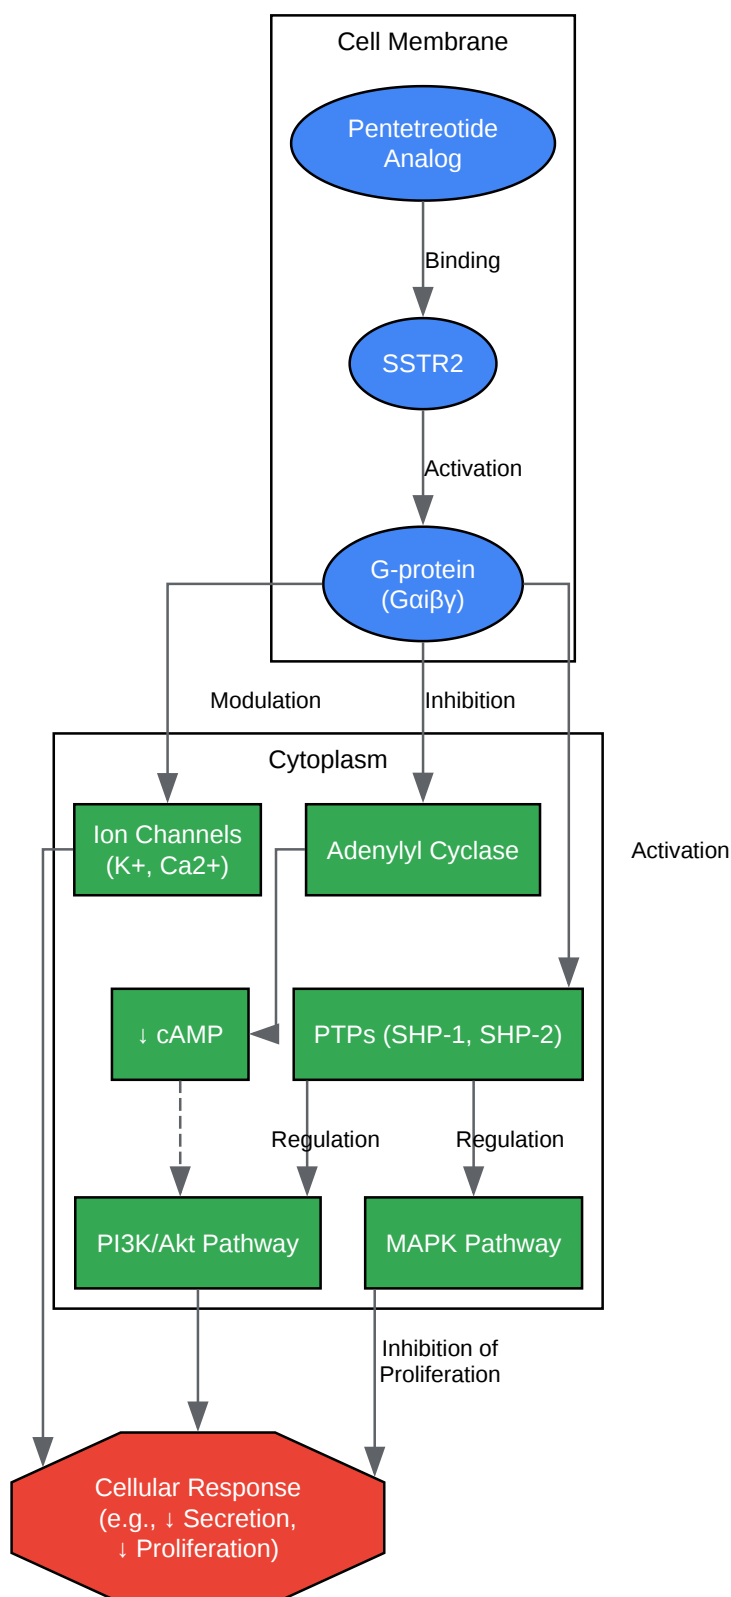 Cell Membrane
Pentetreotide
Analog
Binding
SSTR2
Activation
G-protein
(Gαiβγ)
Modulation
Inhibition
Cytoplasm
Ion Channels
(K+, Ca2+)
Adenylyl Cyclase
Activation
↓ cAMP
PTPs (SHP-1, SHP-2)
Regulation
Regulation
PI3K/Akt Pathway
MAPK Pathway
Inhibition of
Proliferation
Cellular Response
(e.g., ↓ Secretion,
↓ Proliferation)